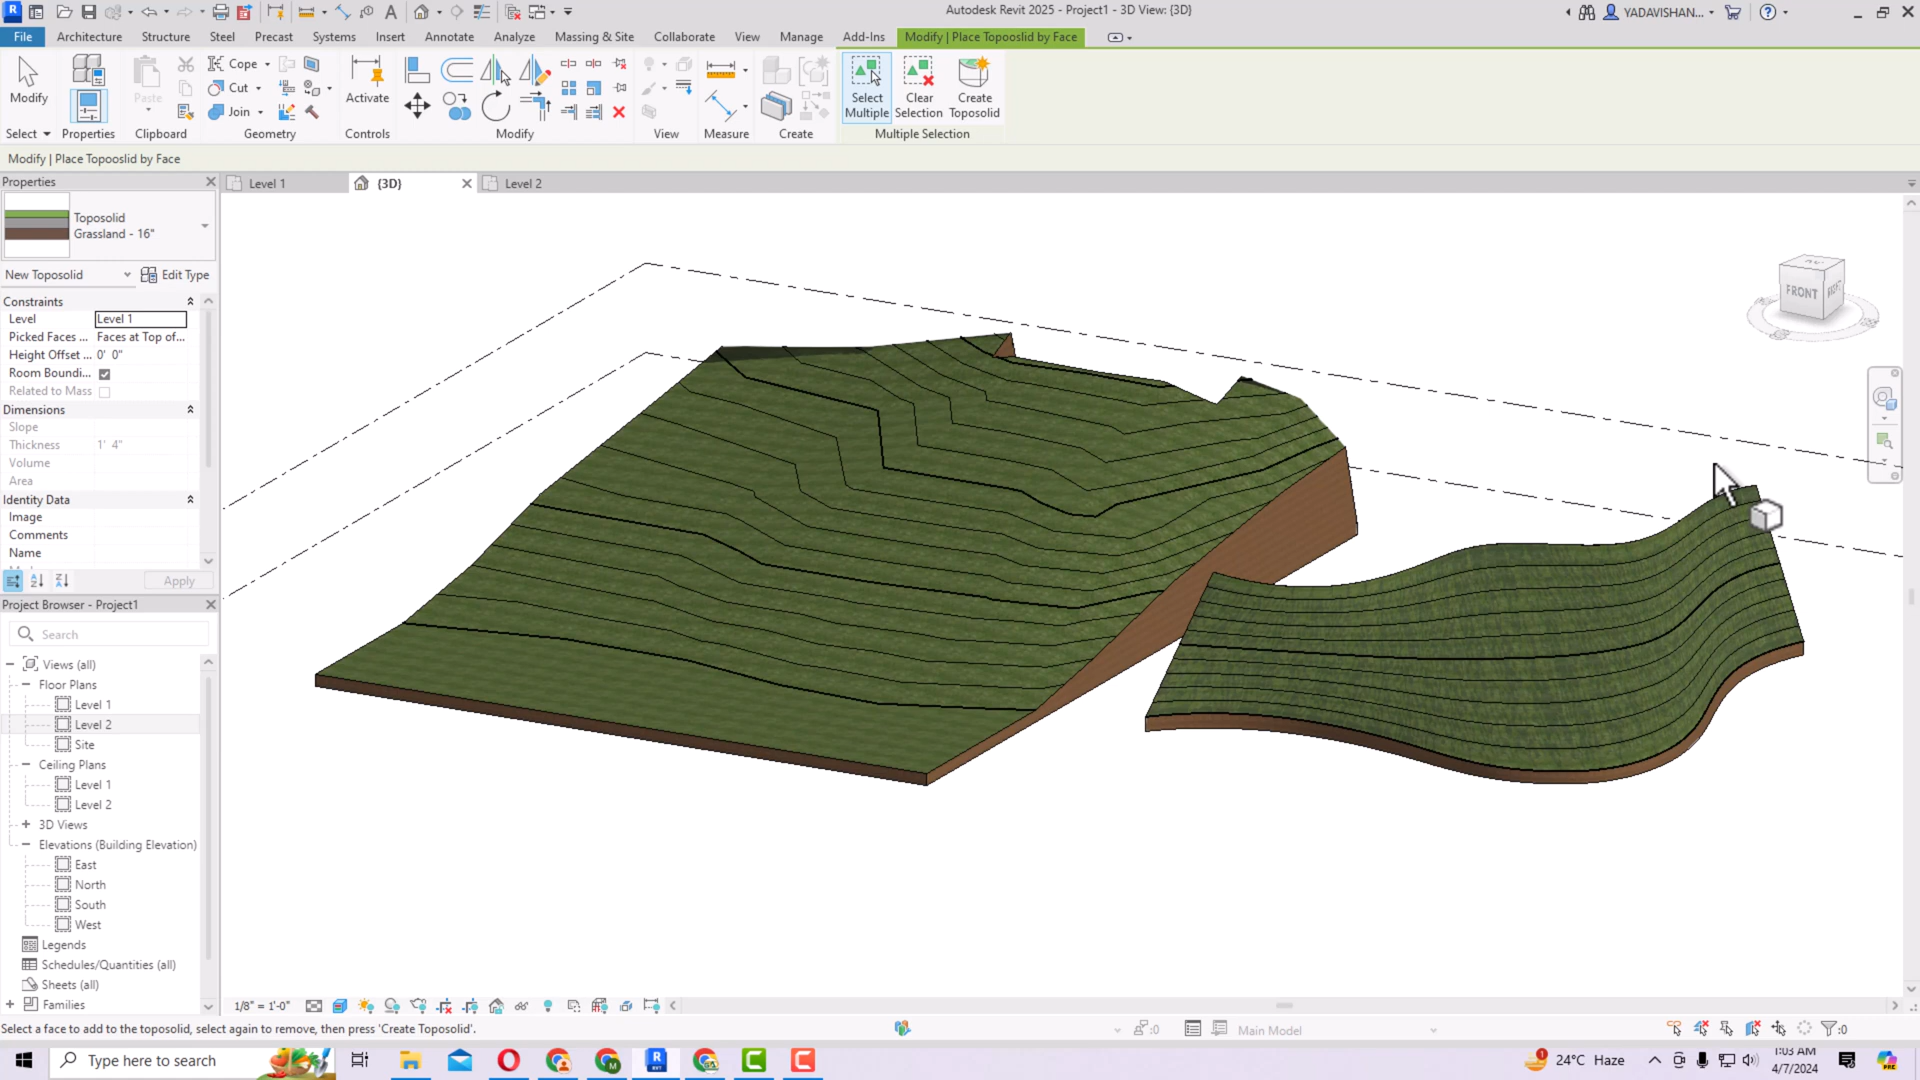 Autodesk Revit 2025 - Project1 - 3D View: {3D}
YADAVISHAN...
File Architecture Structure Steel Precast Systems Insert Annotate Analyze Massing & Site Collaborate View Manage Add-Ins Modify | Place Topooslid by Face
Modify
Paste
Cope
Cut
Join
Activate
Select Multiple
Clear Selection
Create Toposolid
Select Properties Clipboard Geometry Controls Modify View Measure Create Multiple Selection
Modify | Place Topooslid by Face
Properties
Level 1 {3D} Level 2
Toposolid
Grassland - 16"
New Toposolid Edit Type
Constraints
Level Level 1
Picked Faces ... Faces at Top of...
Height Offset ... 0' 0"
Room Boundi...
Related to Mass
Dimensions
Slope
Thickness 1' 4"
Volume
Area
Identity Data
Image
Comments
Name
Apply
FRONT
Project Browser - Project1
Search
Views (all)
Floor Plans
Level 1
Level 2
Site
Ceiling Plans
Level 1
Level 2
3D Views
Elevations (Building Elevation)
East
North
South
West
Legends
Schedules/Quantities (all)
Sheets (all)
Families
1/8" = 1'-0"
Select a face to add to the toposolid, select again to remove, then press 'Create Toposolid'.
:0 Main Model :0
Type here to search
24°C Haze
1:03 AM
4/7/2024